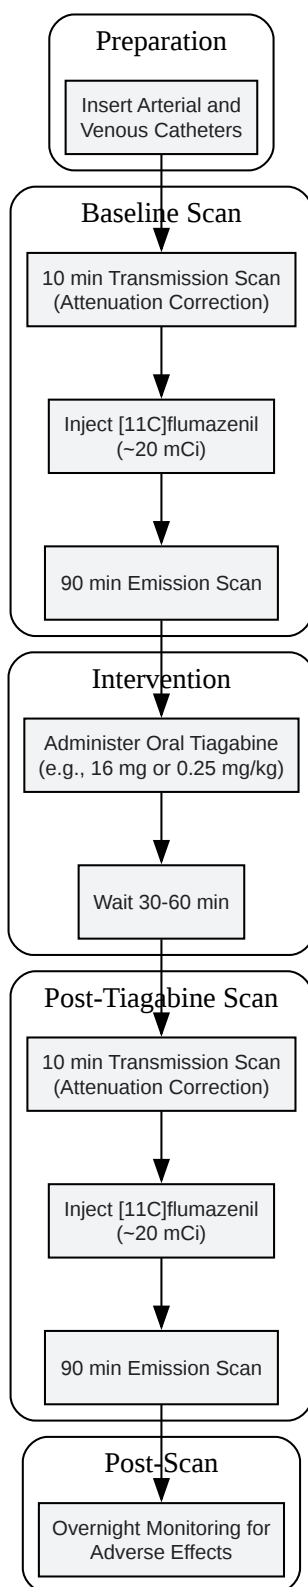 Preparation
Insert Arterial and
Venous Catheters
Baseline Scan
10 min Transmission Scan
(Attenuation Correction)
Inject [11C]flumazenil
(~20 mCi)
90 min Emission Scan
Intervention
Administer Oral Tiagabine
(e.g., 16 mg or 0.25 mg/kg)
Wait 30-60 min
Post-Tiagabine Scan
10 min Transmission Scan
(Attenuation Correction)
Inject [11C]flumazenil
(~20 mCi)
90 min Emission Scan
Post-Scan
Overnight Monitoring for
Adverse Effects